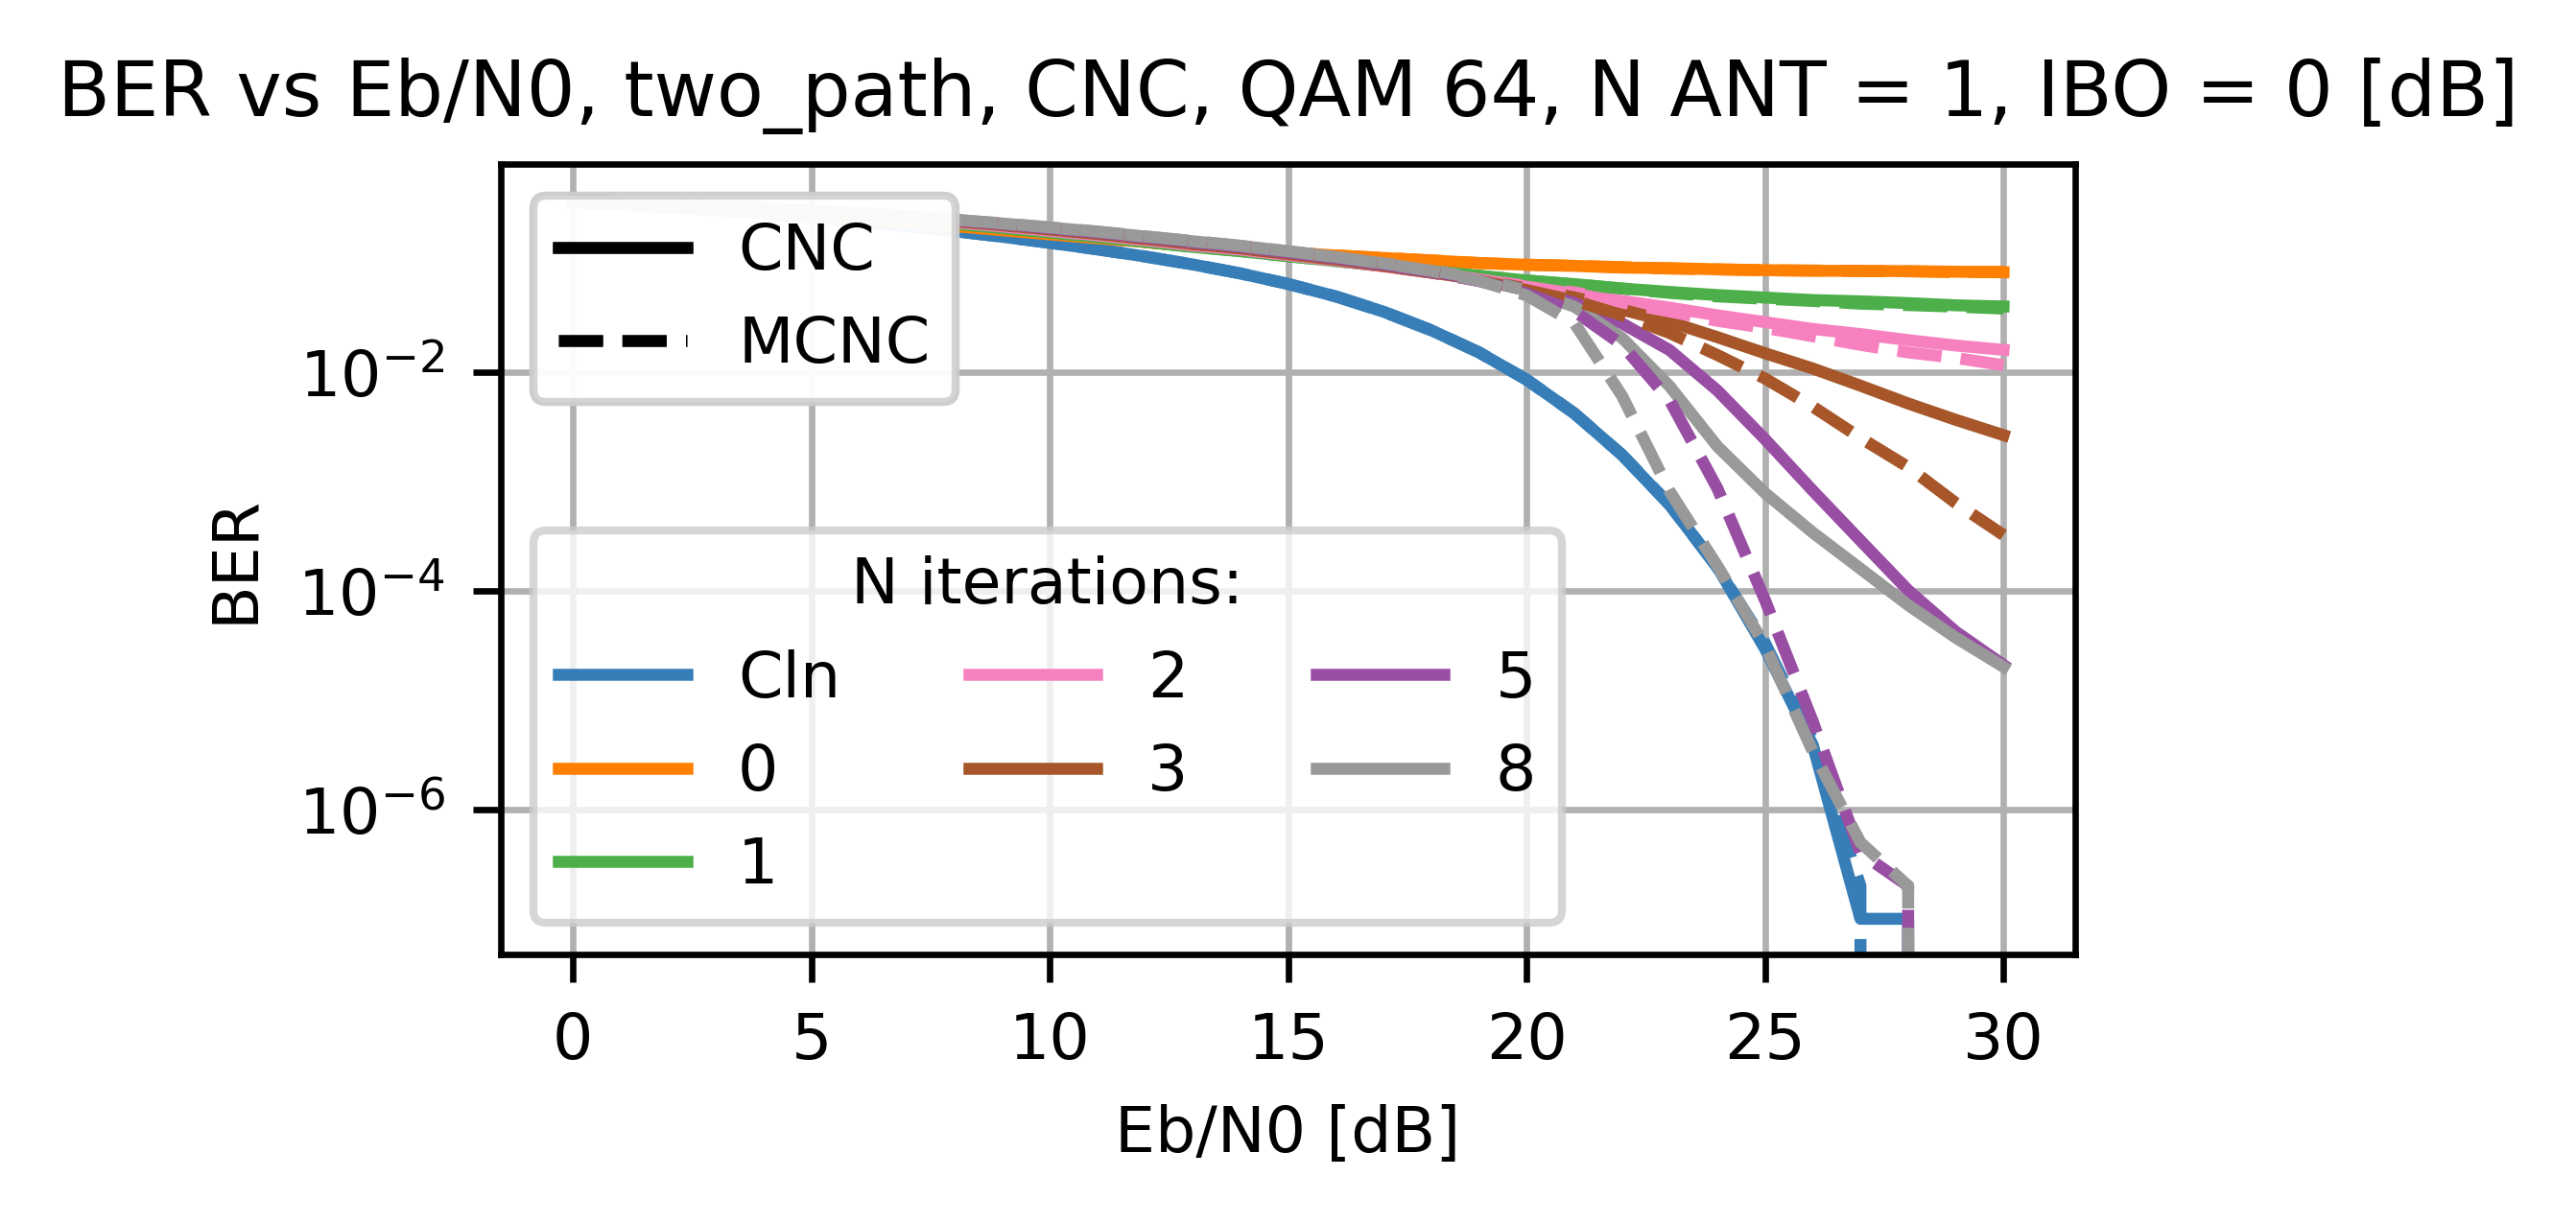 BER vs Eb/N0, two_path, CNC, QAM 64, N ANT = 1, IBO = 0 [dB]
CNC
MCNC
BER
10⁻²
10⁻⁴
10⁻⁶
N iterations:
Cln 2 5
0 3 8
1
0 5 10 15 20 25 30
Eb/N0 [dB]